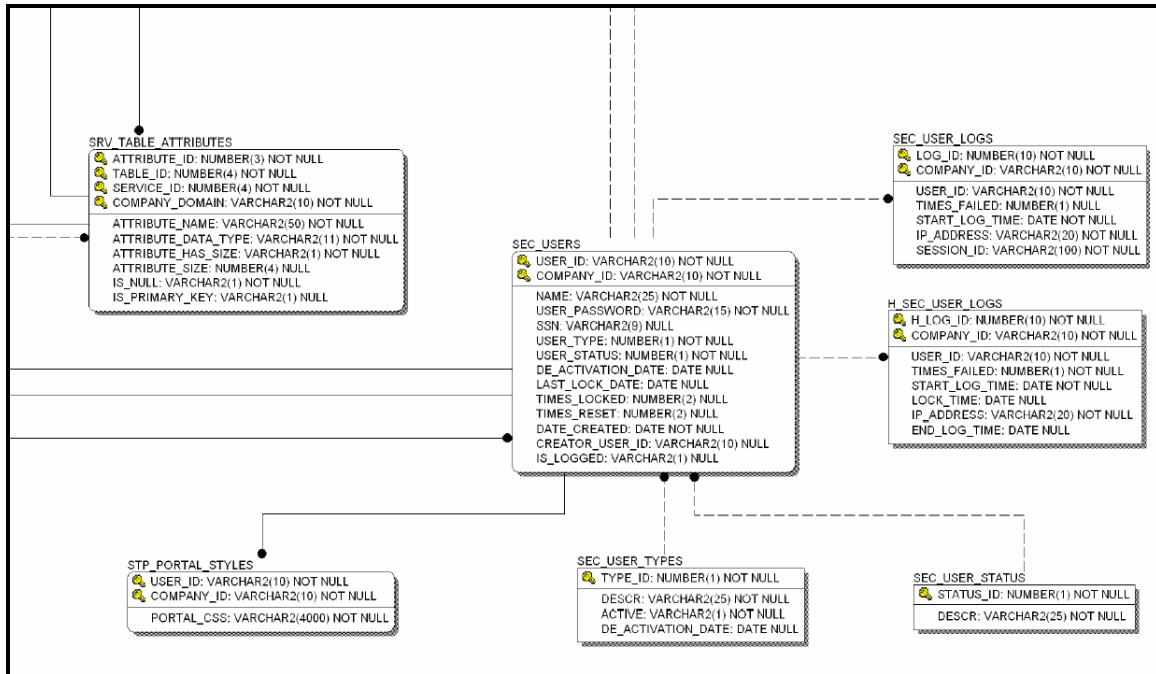 SRV_TABLE_ATTRIBUTES
ATTRIBUTE_ID: NUMBER(3) NOT NULL
TABLE_ID: NUMBER(4) NOT NULL
SERVICE_ID: NUMBER(4) NOT NULL
COMPANY_DOMAIN: VARCHAR2(10) NOT NULL
ATTRIBUTE_NAME: VARCHAR2(50) NOT NULL
ATTRIBUTE_DATA_TYPE: VARCHAR2(11) NOT NULL
ATTRIBUTE_HAS_SIZE: VARCHAR2(1) NOT NULL
ATTRIBUTE_SIZE: NUMBER(4) NULL
IS_NULL: VARCHAR2(1) NOT NULL
IS_PRIMARY_KEY: VARCHAR2(1) NULL
SEC_USER_LOGS
LOG_ID: NUMBER(10) NOT NULL
COMPANY_ID: VARCHAR2(10) NOT NULL
USER_ID: VARCHAR2(10) NOT NULL
TIMES_FAILED: NUMBER(1) NULL
START_LOG_TIME: DATE NOT NULL
IP_ADDRESS: VARCHAR2(20) NOT NULL
SESSION_ID: VARCHAR2(100) NOT NULL
SEC_USERS
USER_ID: VARCHAR2(10) NOT NULL
COMPANY_ID: VARCHAR2(10) NOT NULL
NAME: VARCHAR2(25) NOT NULL
USER_PASSWORD: VARCHAR2(15) NOT NULL
SSN: VARCHAR2(9) NULL
USER_TYPE: NUMBER(1) NOT NULL
USER_STATUS: NUMBER(1) NOT NULL
DE_ACTIVATION_DATE: DATE NULL
LAST_LOCK_DATE: DATE NULL
TIMES_LOCKED: NUMBER(2) NULL
TIMES_RESET: NUMBER(2) NULL
DATE_CREATED: DATE NOT NULL
CREATOR_USER_ID: VARCHAR2(10) NULL
IS_LOGGED: VARCHAR2(1) NULL
H_SEC_USER_LOGS
H_LOG_ID: NUMBER(10) NOT NULL
COMPANY_ID: VARCHAR2(10) NOT NULL
USER_ID: VARCHAR2(10) NOT NULL
TIMES_FAILED: NUMBER(1) NOT NULL
START_LOG_TIME: DATE NOT NULL
LOCK_TIME: DATE NULL
IP_ADDRESS: VARCHAR2(20) NOT NULL
END_LOG_TIME: DATE NULL
STP_PORTAL_STYLES
USER_ID: VARCHAR2(10) NOT NULL
COMPANY_ID: VARCHAR2(10) NOT NULL
PORTAL_CSS: VARCHAR2(4000) NOT NULL
SEC_USER_TYPES
TYPE_ID: NUMBER(1) NOT NULL
DESCR: VARCHAR2(25) NOT NULL
ACTIVE: VARCHAR2(1) NOT NULL
DE_ACTIVATION_DATE: DATE NULL
SEC_USER_STATUS
STATUS_ID: NUMBER(1) NOT NULL
DESCR: VARCHAR2(25) NOT NULL